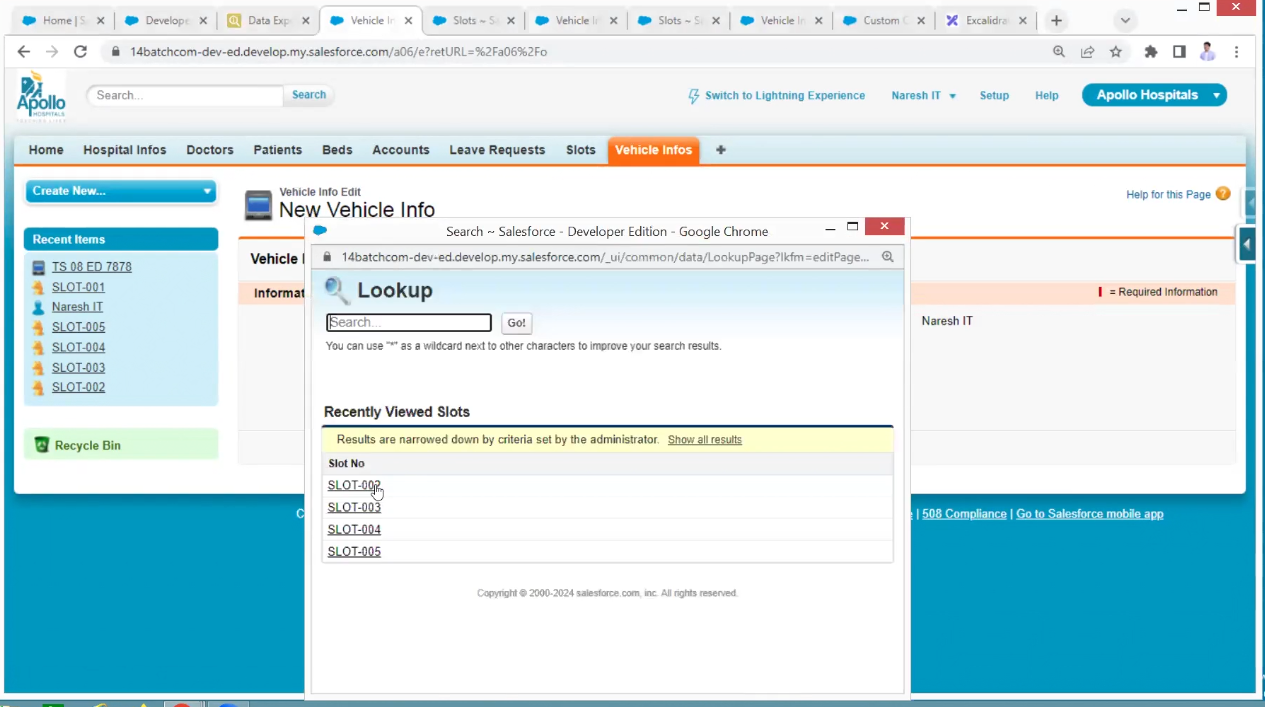 Home | S
Develope
Data Exp
Vehicle In
Slots ~ S
Vehicle In
Slots ~ S
Vehicle In
Custom C
Excalidra
14batchcom-dev-ed.develop.my.salesforce.com/a06/e?retURL=%2Fa06%2Fo
Apollo
HOSPITALS
Search...
Search
Switch to Lightning Experience
Naresh IT
Setup
Help
Apollo Hospitals
Home
Hospital Infos
Doctors
Patients
Beds
Accounts
Leave Requests
Slots
Vehicle Infos
Create New...
Vehicle Info Edit
New Vehicle Info
Help for this Page
Recent Items
TS 08 ED 7878
SLOT-001
Naresh IT
SLOT-005
SLOT-004
SLOT-003
SLOT-002
Recycle Bin
Vehicle I
Informat
= Required Information
Naresh IT
Search ~ Salesforce - Developer Edition - Google Chrome
14batchcom-dev-ed.develop.my.salesforce.com/_ui/common/data/LookupPage?lkfm=editPage...
Lookup
Search...
Go!
You can use "*" as a wildcard next to other characters to improve your search results.
Recently Viewed Slots
Results are narrowed down by criteria set by the administrator. Show all results
Slot No
SLOT-002
SLOT-003
SLOT-004
SLOT-005
Copyright © 2000-2024 salesforce.com, inc. All rights reserved.
| 508 Compliance | Go to Salesforce mobile app